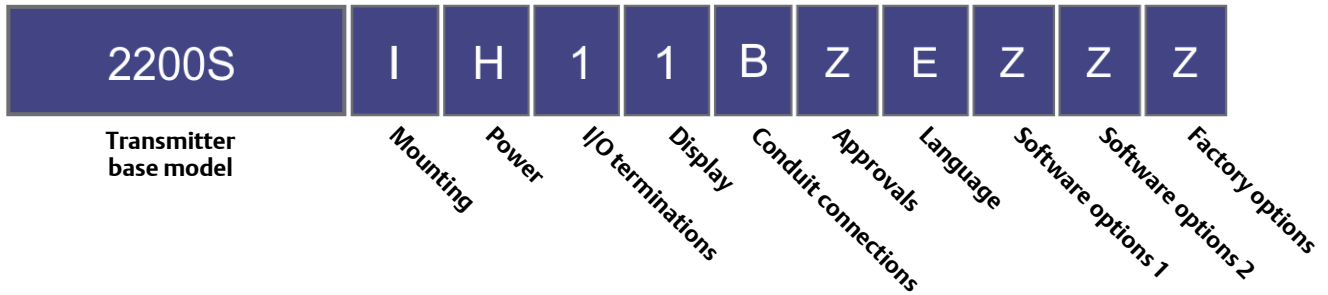 2200S I H 1 1 B Z E Z Z Z
Transmitter
base model
Mounting
Power
I/O terminations
Display
Conduit connections
Approvals
Language
Software options 1
Software options 2
Factory options